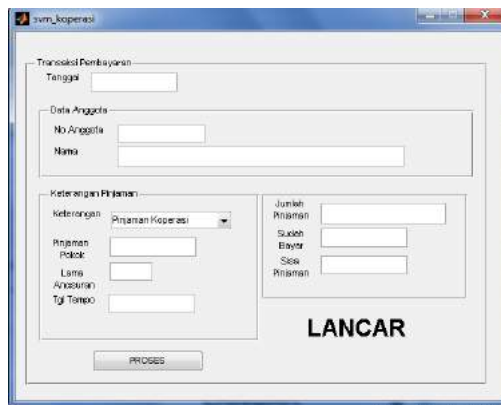 svm_koperasi
Transaksi Pembayaran
Tanggal
Data Anggota
No Anggota
Nama
Keterangan Pinjaman
Keterangan
Pinjaman Koperasi
Pinjaman
Pokok
Lama
Angsuran
Tgl Tempo
Jumlah
Pinjaman
Sudah
Bayar
Sisa
Pinjaman
LANCAR
PROSES